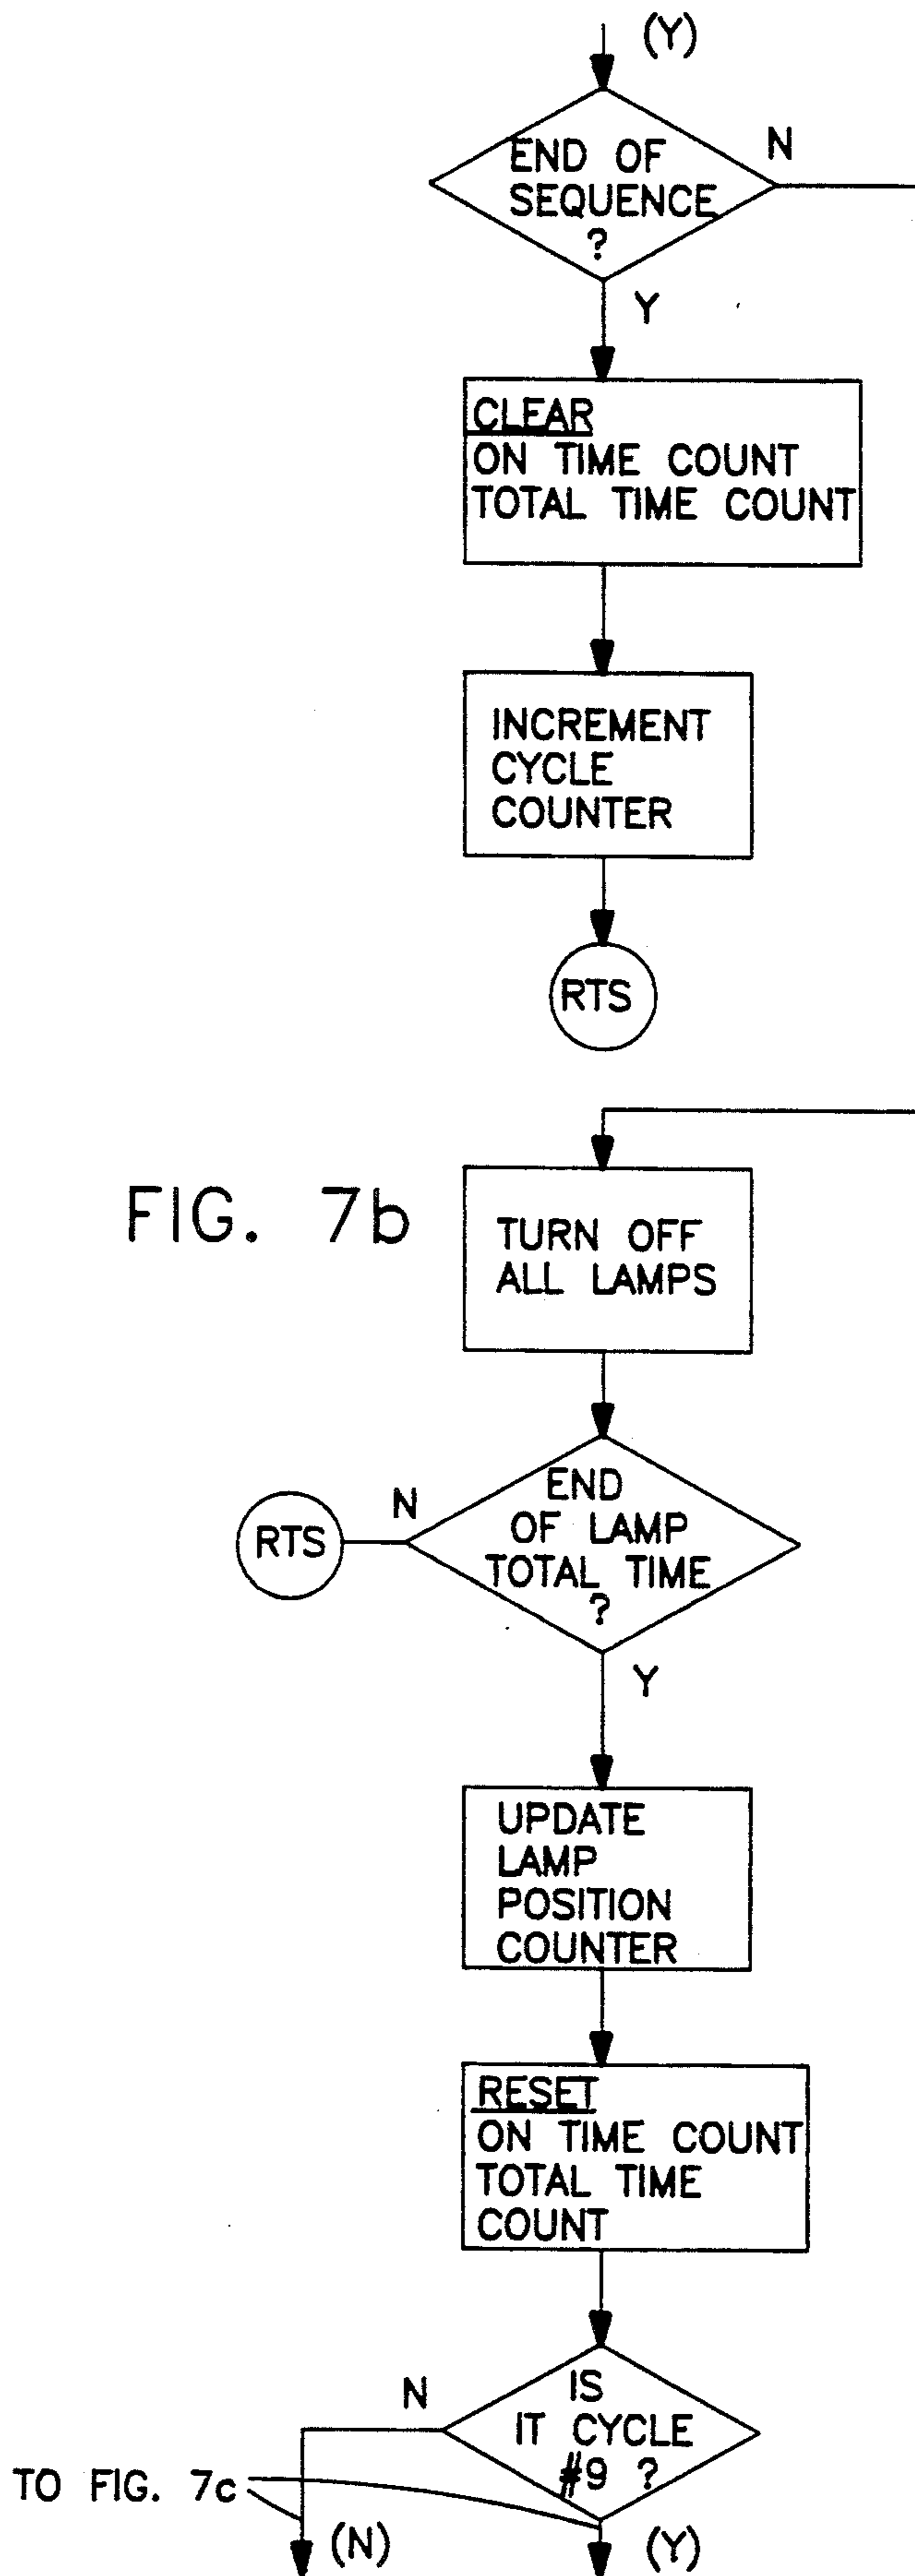 (Y)
END OF
SEQUENCE
?
N
Y
CLEAR
ON TIME COUNT
TOTAL TIME COUNT
INCREMENT
CYCLE
COUNTER
RTS
FIG. 7b
TURN OFF
ALL LAMPS
END
OF LAMP
TOTAL TIME
?
N
RTS
Y
UPDATE
LAMP
POSITION
COUNTER
RESET
ON TIME COUNT
TOTAL TIME
COUNT
IS
IT CYCLE
#9 ?
N
TO FIG. 7c
(N)
(Y)